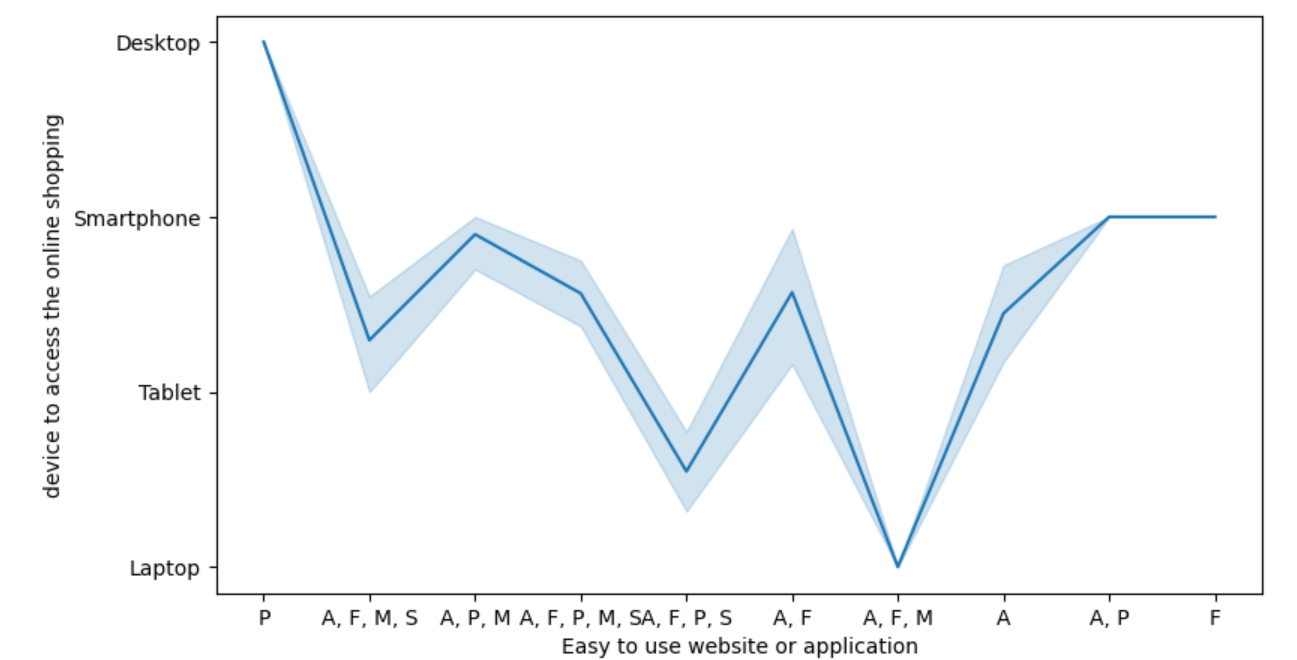 Desktop
Smartphone
Tablet
Laptop
device to access the online shopping
P A, F, M, S A, P, M A, F, P, M, S A, F, P, S A, F A, F, M A A, P F
Easy to use website or application